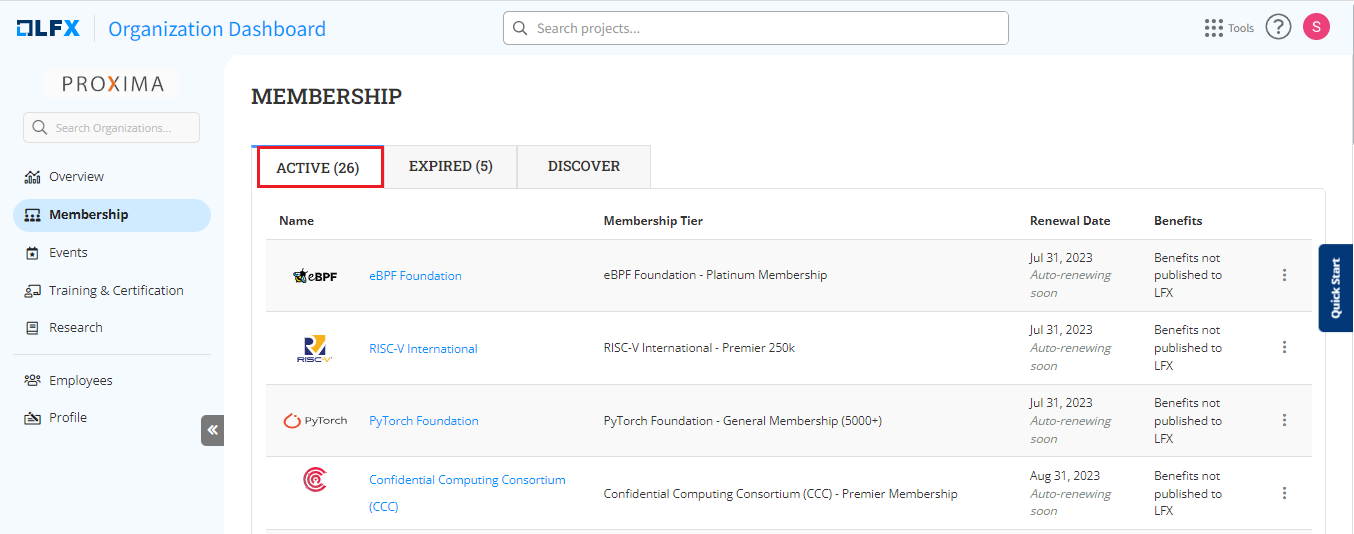 LFX Organization Dashboard
Search projects...
Tools
?
S
PROXIMA
Search Organizations...
Overview
Membership
Events
Training & Certification
Research
Employees
Profile
«
MEMBERSHIP
ACTIVE (26)
EXPIRED (5)
DISCOVER
Name
Membership Tier
Renewal Date
Benefits
eBPF
eBPF Foundation
eBPF Foundation - Platinum Membership
Jul 31, 2023
Auto-renewing
soon
Benefits not
published to
LFX
RISC-V
RISC-V International
RISC-V International - Premier 250k
Jul 31, 2023
Auto-renewing
soon
Benefits not
published to
LFX
PyTorch
PyTorch Foundation
PyTorch Foundation - General Membership (5000+)
Jul 31, 2023
Auto-renewing
soon
Benefits not
published to
LFX
Confidential Computing Consortium
(CCC)
Confidential Computing Consortium (CCC) - Premier Membership
Aug 31, 2023
Auto-renewing
soon
Benefits not
published to
LFX
Quick Start